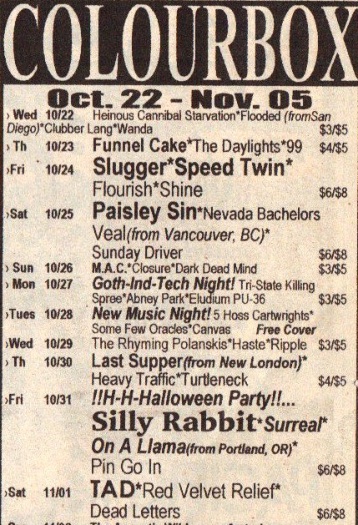 COLOURBOX
Oct. 22 - Nov. 05
› Wed 10/22 Heinous Cannibal Starvation*Flooded (from San
Diego)*Clubber Lang*Wanda $3/$5
› Th 10/23 Funnel Cake*The Daylights*99 $4/$5
›Fri 10/24 Slugger*Speed Twin*
Flourish*Shine $6/$8
›Sat 10/25 Paisley Sin*Nevada Bachelors
Veal(from Vancouver, BC)*
Sunday Driver $6/$8
› Sun 10/26 M.A.C.*Closure*Dark Dead Mind $3/$5
› Mon 10/27 Goth-Ind-Tech Night! Tri-State Killing
Spree*Abney Park*Eludium PU-36 $3/$5
›Tues 10/28 New Music Night! 5 Hoss Cartwrights*
Some Few Oracles*Canvas Free Cover
›Wed 10/29 The Rhyming Polanskis*Haste*Ripple $3/$5
› Th 10/30 Last Supper(from New London)*
Heavy Traffic*Turtleneck $4/$5
›Fri 10/31 !!H-H-Halloween Party!!...
Silly Rabbit*Surreal*
On A Llama(from Portland, OR)*
Pin Go In $6/$8
›Sat 11/01 TAD*Red Velvet Relief*
Dead Letters $6/$8